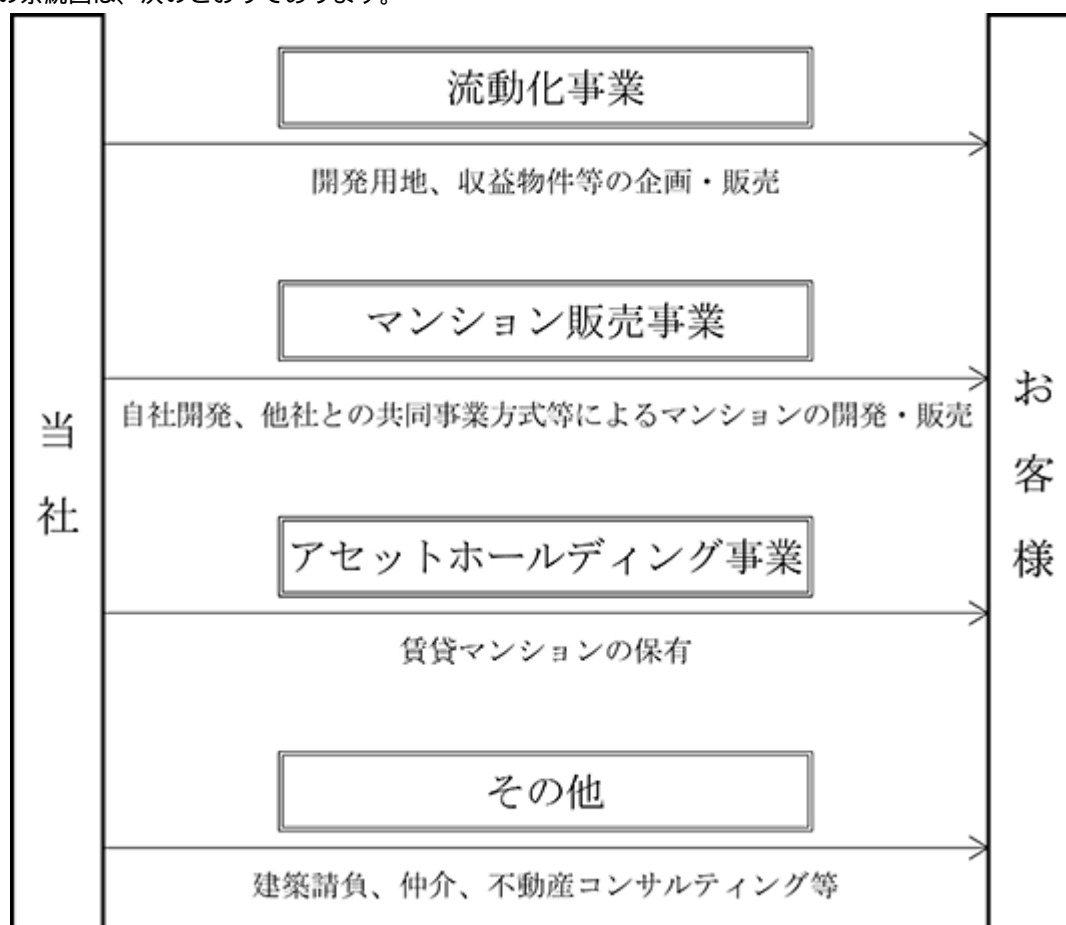 の系統図は、次のとおりであります。
流動化事業
開発用地、収益物件等の企画・販売
マンション販売事業
自社開発、他社との共同事業方式等によるマンションの開発・販売
アセットホールディング事業
賃貸マンションの保有
その他
建築請負、仲介、不動産コンサルティング等
当社
お客様